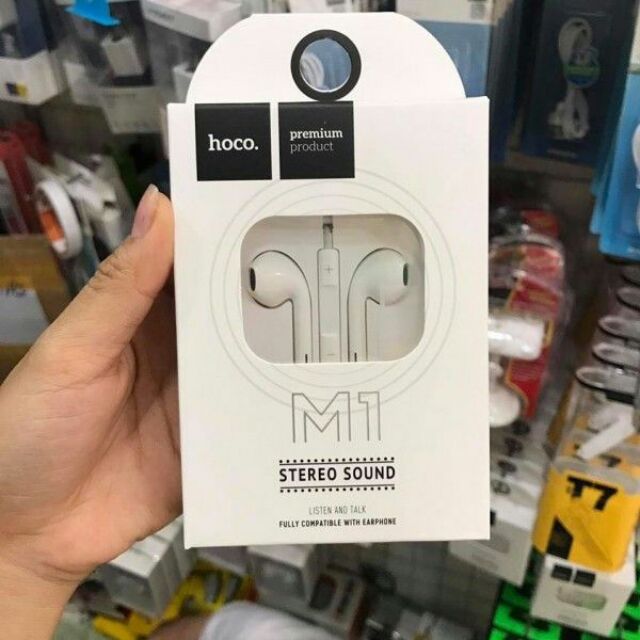 hoco.
premium
product
+
M1
STEREO SOUND
LISTEN AND TALK
FULLY COMPATIBLE WITH EARPHONE
T7